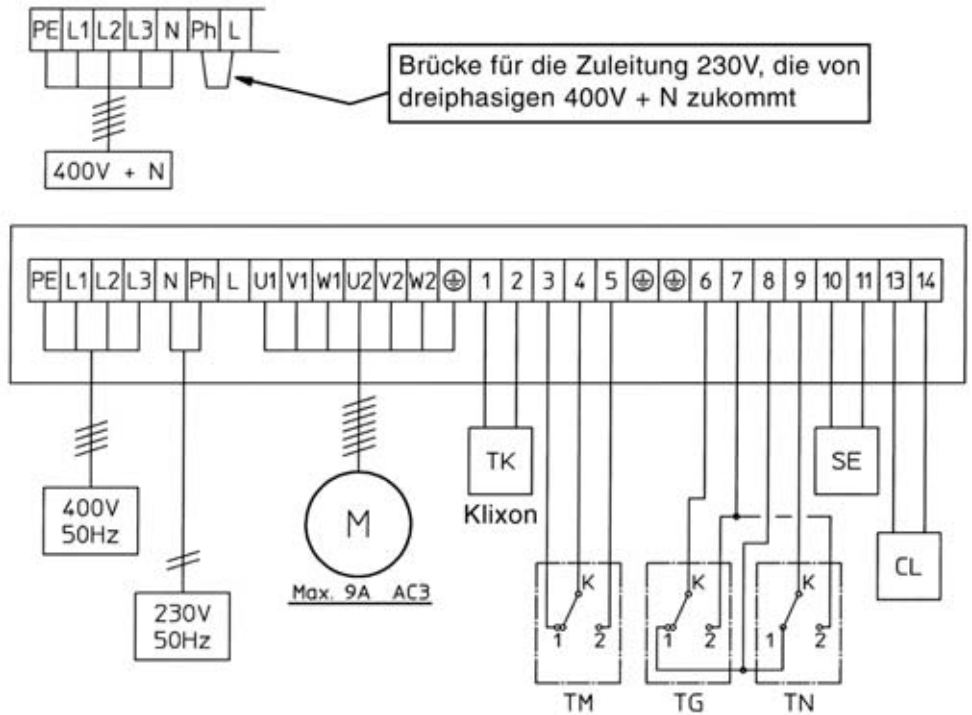 PE L1 L2 L3 N Ph L
Brücke für die Zuleitung 230V, die von
dreiphasigen 400V + N zukommt
400V + N
PE L1 L2 L3 N Ph L U1 V1 W1 U2 V2 W2 1 2 3 4 5 6 7 8 9 10 11 13 14
TK
SE
Klixon
400V
50Hz
M
CL
Max. 9A AC3
230V
50Hz
K
1 2
K
1 2
K
1 2
TM
TG
TN